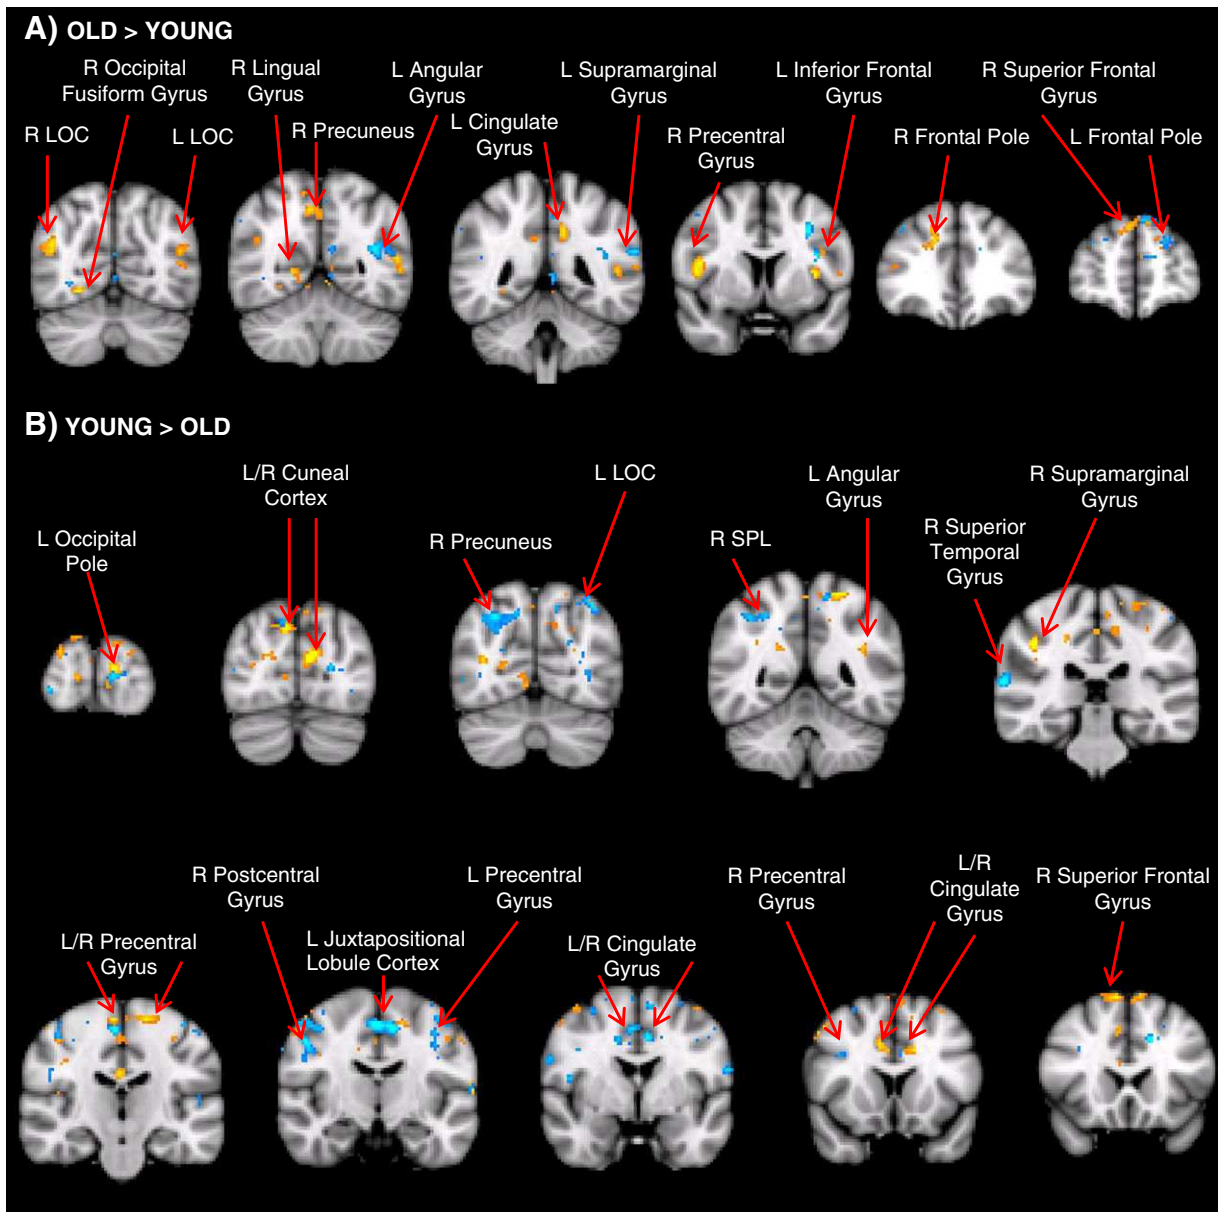 A) OLD > YOUNG
R Occipital
Fusiform Gyrus
R Lingual
Gyrus
L Angular
Gyrus
L Supramarginal
Gyrus
L Inferior Frontal
Gyrus
R Superior Frontal
Gyrus
R LOC
L LOC
R Precuneus
L Cingulate
Gyrus
R Precentral
Gyrus
R Frontal Pole
L Frontal Pole
B) YOUNG > OLD
L Occipital
Pole
L/R Cuneal
Cortex
R Precuneus
L LOC
R SPL
L Angular
Gyrus
R Superior
Temporal
Gyrus
R Supramarginal
Gyrus
L/R Precentral
Gyrus
R Postcentral
Gyrus
L Juxtapositional
Lobule Cortex
L Precentral
Gyrus
L/R Cingulate
Gyrus
R Precentral
Gyrus
L/R
Cingulate
Gyrus
R Superior Frontal
Gyrus